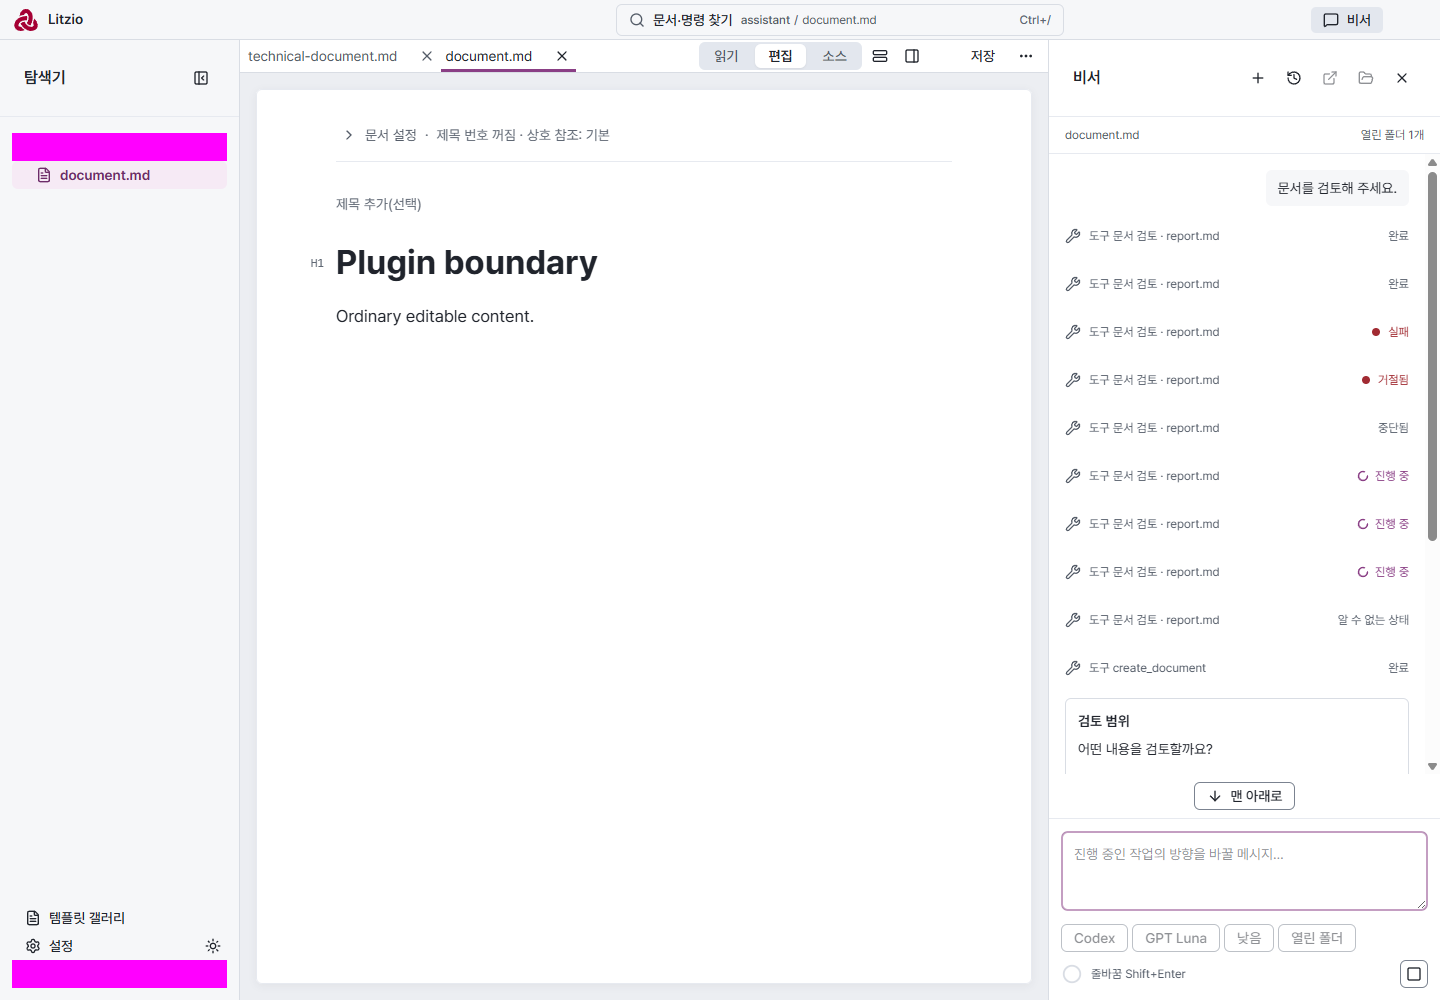 Litzio
문서·명령 찾기 assistant / document.md Ctrl+/
비서
탐색기
document.md
템플릿 갤러리
설정
technical-document.md
document.md
읽기 편집 소스
저장
문서 설정 · 제목 번호 꺼짐 · 상호 참조: 기본
제목 추가(선택)
H1 Plugin boundary
Ordinary editable content.
비서
document.md 열린 폴더 1개
문서를 검토해 주세요.
도구 문서 검토 · report.md 완료
도구 문서 검토 · report.md 완료
도구 문서 검토 · report.md 실패
도구 문서 검토 · report.md 거절됨
도구 문서 검토 · report.md 중단됨
도구 문서 검토 · report.md 진행 중
도구 문서 검토 · report.md 진행 중
도구 문서 검토 · report.md 진행 중
도구 문서 검토 · report.md 알 수 없는 상태
도구 create_document 완료
검토 범위
어떤 내용을 검토할까요?
맨 아래로
진행 중인 작업의 방향을 바꿀 메시지...
Codex GPT Luna 낮음 열린 폴더
줄바꿈 Shift+Enter